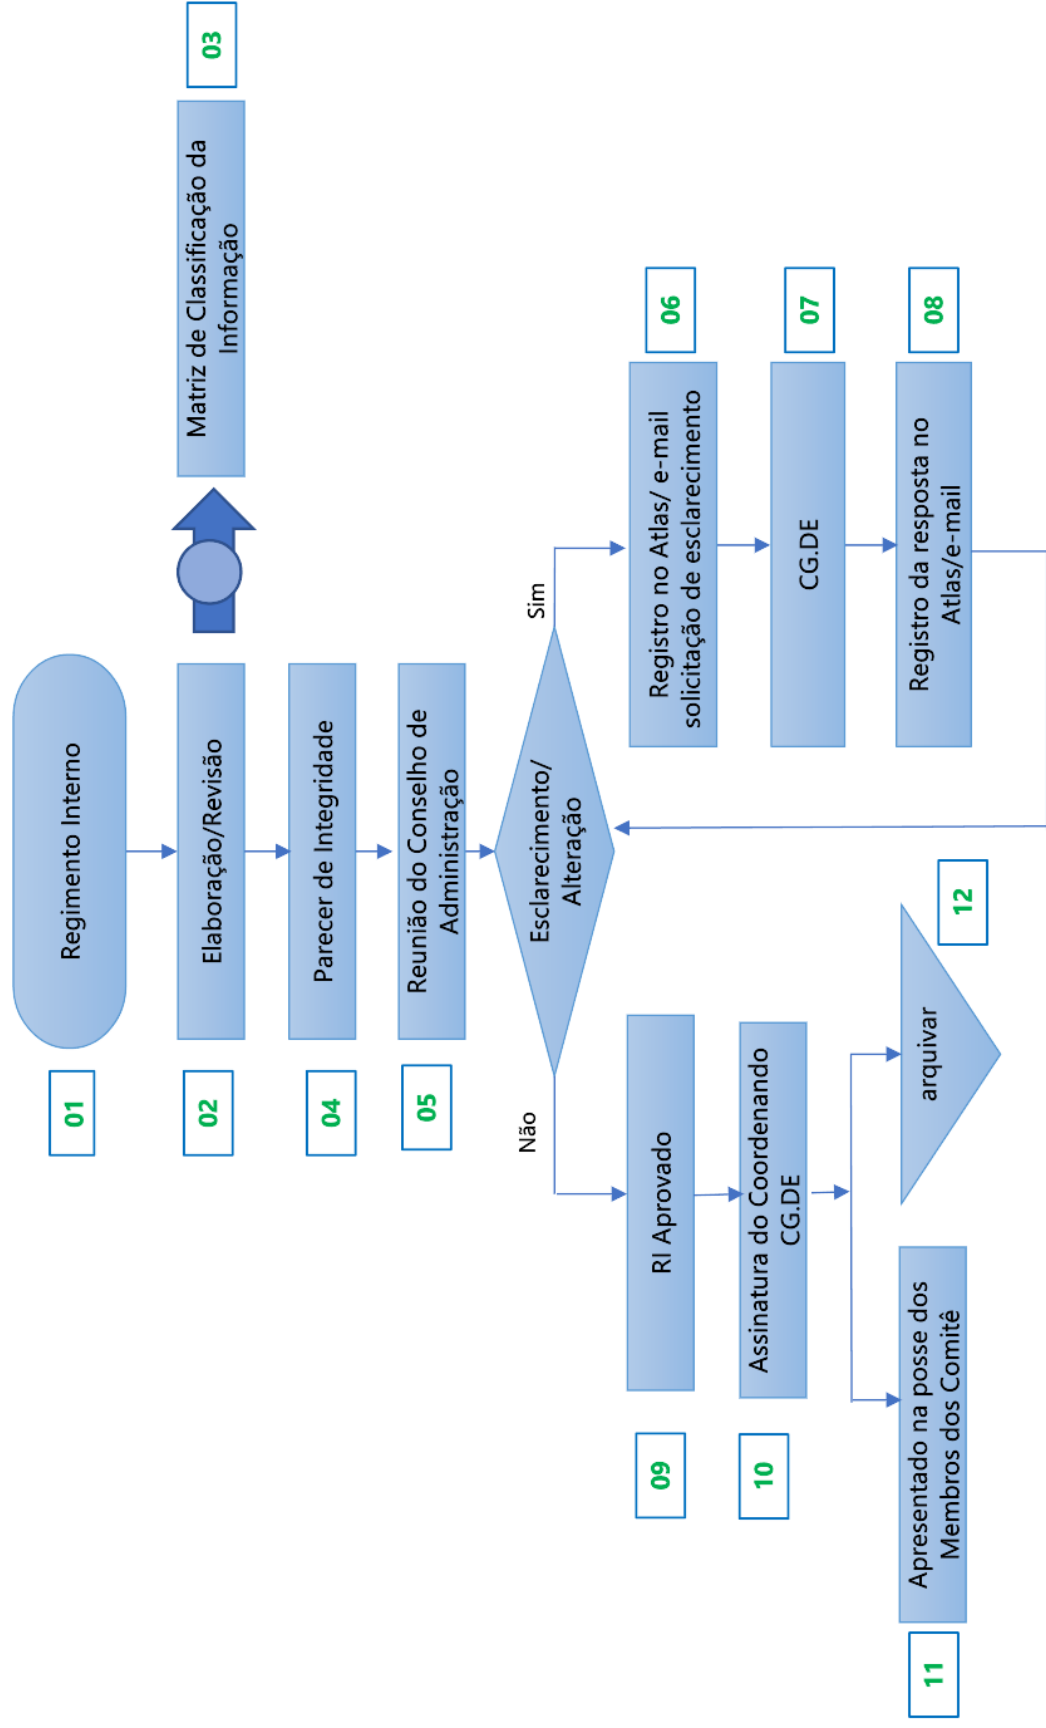 01
Regimento Interno
02
Elaboração/Revisão
Matriz de Classificação da
Informação
03
04
Parecer de Integridade
05
Reunião do Conselho de
Administração
Esclarecimento/
Alteração
Não
Sim
06
Registro no Atlas/ e-mail
solicitação de esclarecimento
07
CG.DE
08
Registro da resposta no
Atlas/e-mail
09
RI Aprovado
10
Assinatura do Coordenando
CG.DE
11
Apresentado na posse dos
Membros dos Comitê
arquivar
12